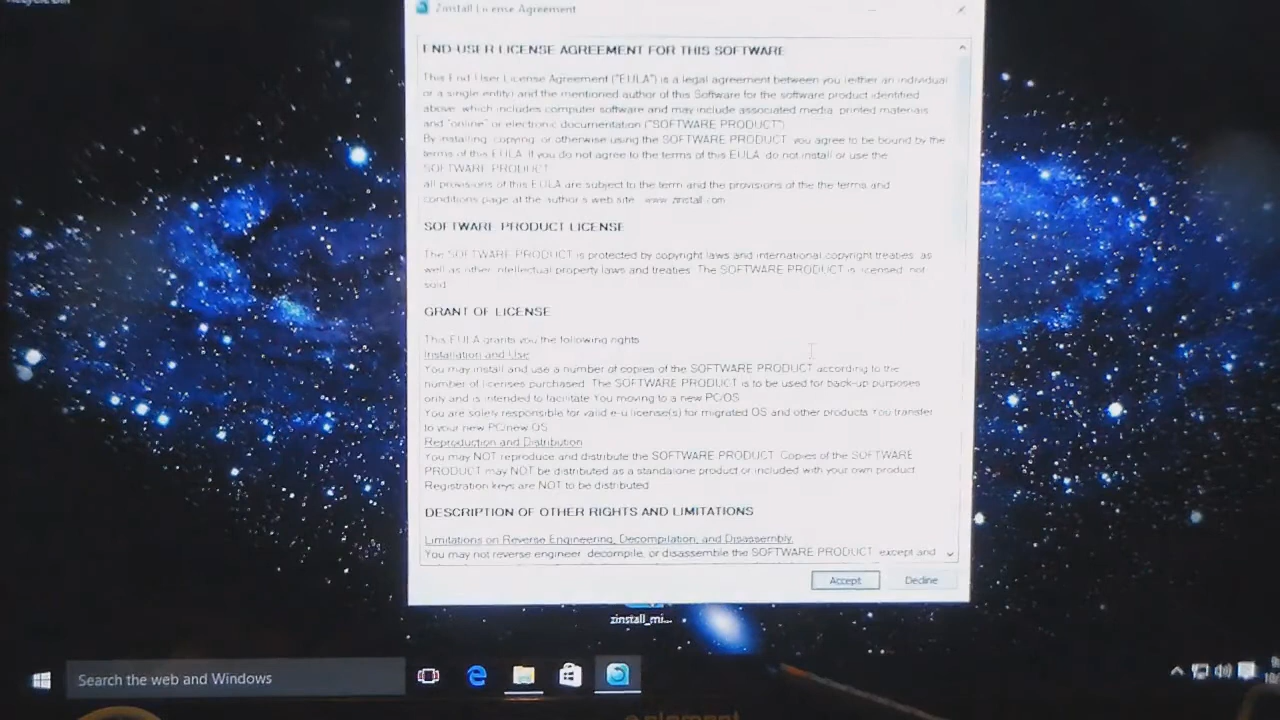 Zinstall License Agreement
END-USER LICENSE AGREEMENT FOR THIS SOFTWARE
This End User License Agreement ("EULA") is a legal agreement between you (either an individual
or a single entity) and the mentioned author of this Software for the software product identified
above, which includes computer software and may include associated media, printed materials
and "online" or electronic documentation ("SOFTWARE PRODUCT")
By installing, copying, or otherwise using the SOFTWARE PRODUCT, you agree to be bound by the
terms of this EULA. If you do not agree to the terms of this EULA, do not install or use the
SOFTWARE PRODUCT
all provisions of this EULA are subject to the term and the provisions of the the terms and
conditions page at the author's web site www.zinstall.com
SOFTWARE PRODUCT LICENSE
The SOFTWARE PRODUCT is protected by copyright laws and international copyright treaties, as
well as other intellectual property laws and treaties. The SOFTWARE PRODUCT is licensed, not
sold
GRANT OF LICENSE
This EULA grants you the following rights
Installation and Use
You may install and use a number of copies of the SOFTWARE PRODUCT according to the
number of licenses purchased. The SOFTWARE PRODUCT is to be used for back-up purposes
only and is intended to facilitate You moving to a new PC/OS
You are solely responsible for valid e-u license(s) for migrated OS and other products You transfer
to your new PC/new OS
Reproduction and Distribution
You may NOT reproduce and distribute the SOFTWARE PRODUCT. Copies of the SOFTWARE
PRODUCT may NOT be distributed as a standalone product or included with your own product
Registration keys are NOT to be distributed
DESCRIPTION OF OTHER RIGHTS AND LIMITATIONS
Limitations on Reverse Engineering, Decompilation, and Disassembly.
You may not reverse engineer, decompile, or disassemble the SOFTWARE PRODUCT, except and
Accept Decline
zinstall_mi...
Search the web and Windows